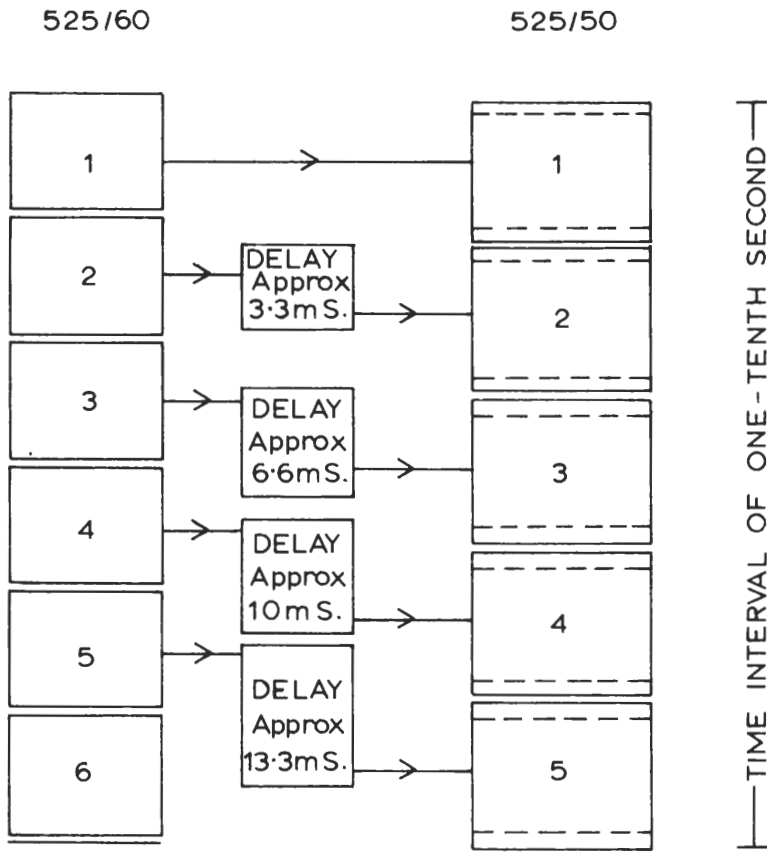 525/60
525/50
1
1
2
DELAY
Approx
3·3mS.
2
3
DELAY
Approx
6·6mS.
3
4
DELAY
Approx
10mS.
4
5
DELAY
Approx
13·3mS.
5
6
TIME INTERVAL OF ONE-TENTH SECOND